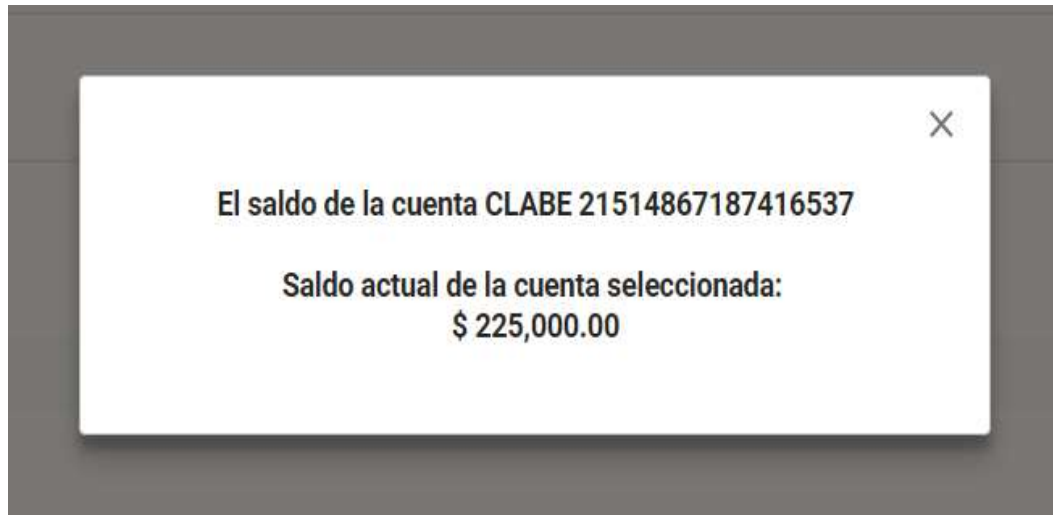 El saldo de la cuenta CLABE 21514867187416537
Saldo actual de la cuenta seleccionada:
$ 225,000.00